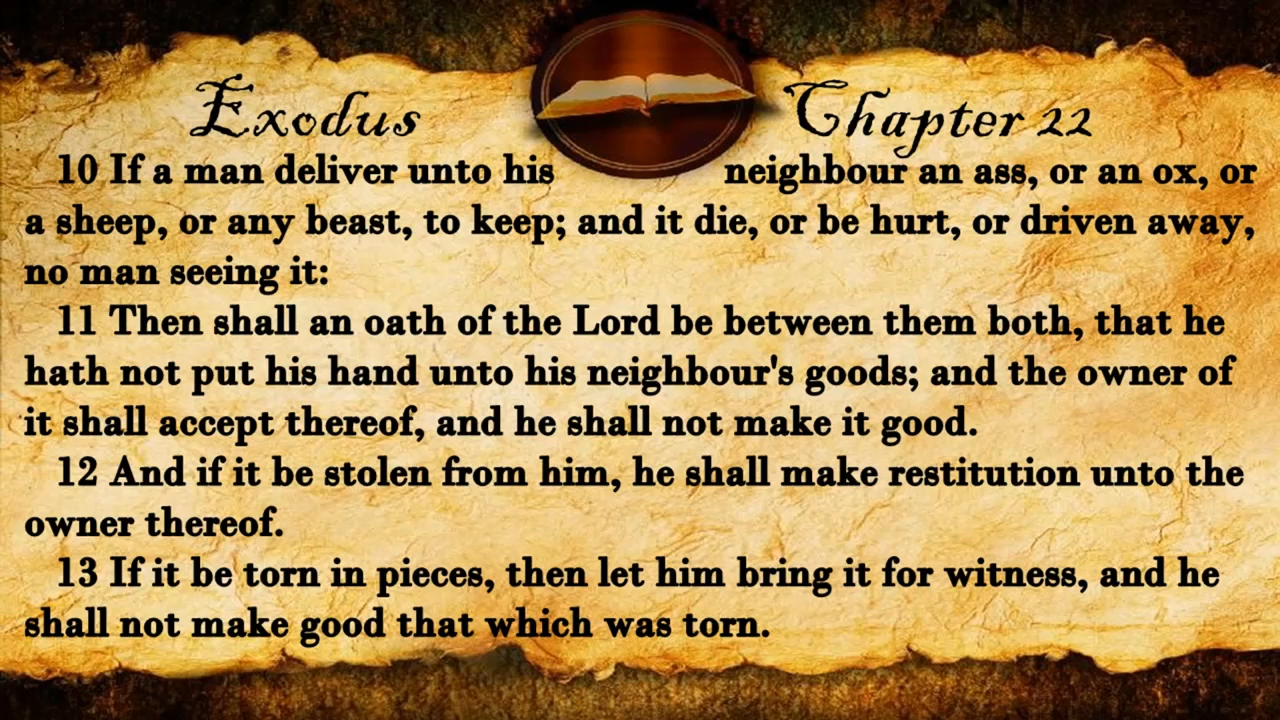 Exodus Chapter 22
10 If a man deliver unto his neighbour an ass, or an ox, or
a sheep, or any beast, to keep; and it die, or be hurt, or driven away,
no man seeing it:
11 Then shall an oath of the Lord be between them both, that he
hath not put his hand unto his neighbour's goods; and the owner of
it shall accept thereof, and he shall not make it good.
12 And if it be stolen from him, he shall make restitution unto the
owner thereof.
13 If it be torn in pieces, then let him bring it for witness, and he
shall not make good that which was torn.